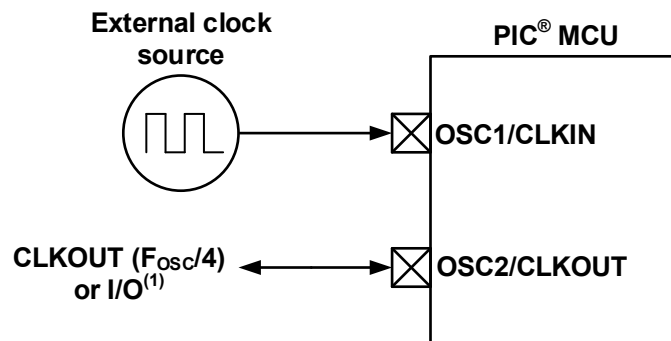 External clock
source
PIC® MCU
OSC1/CLKIN
CLKOUT (FOSC/4)
or I/O(1)
OSC2/CLKOUT